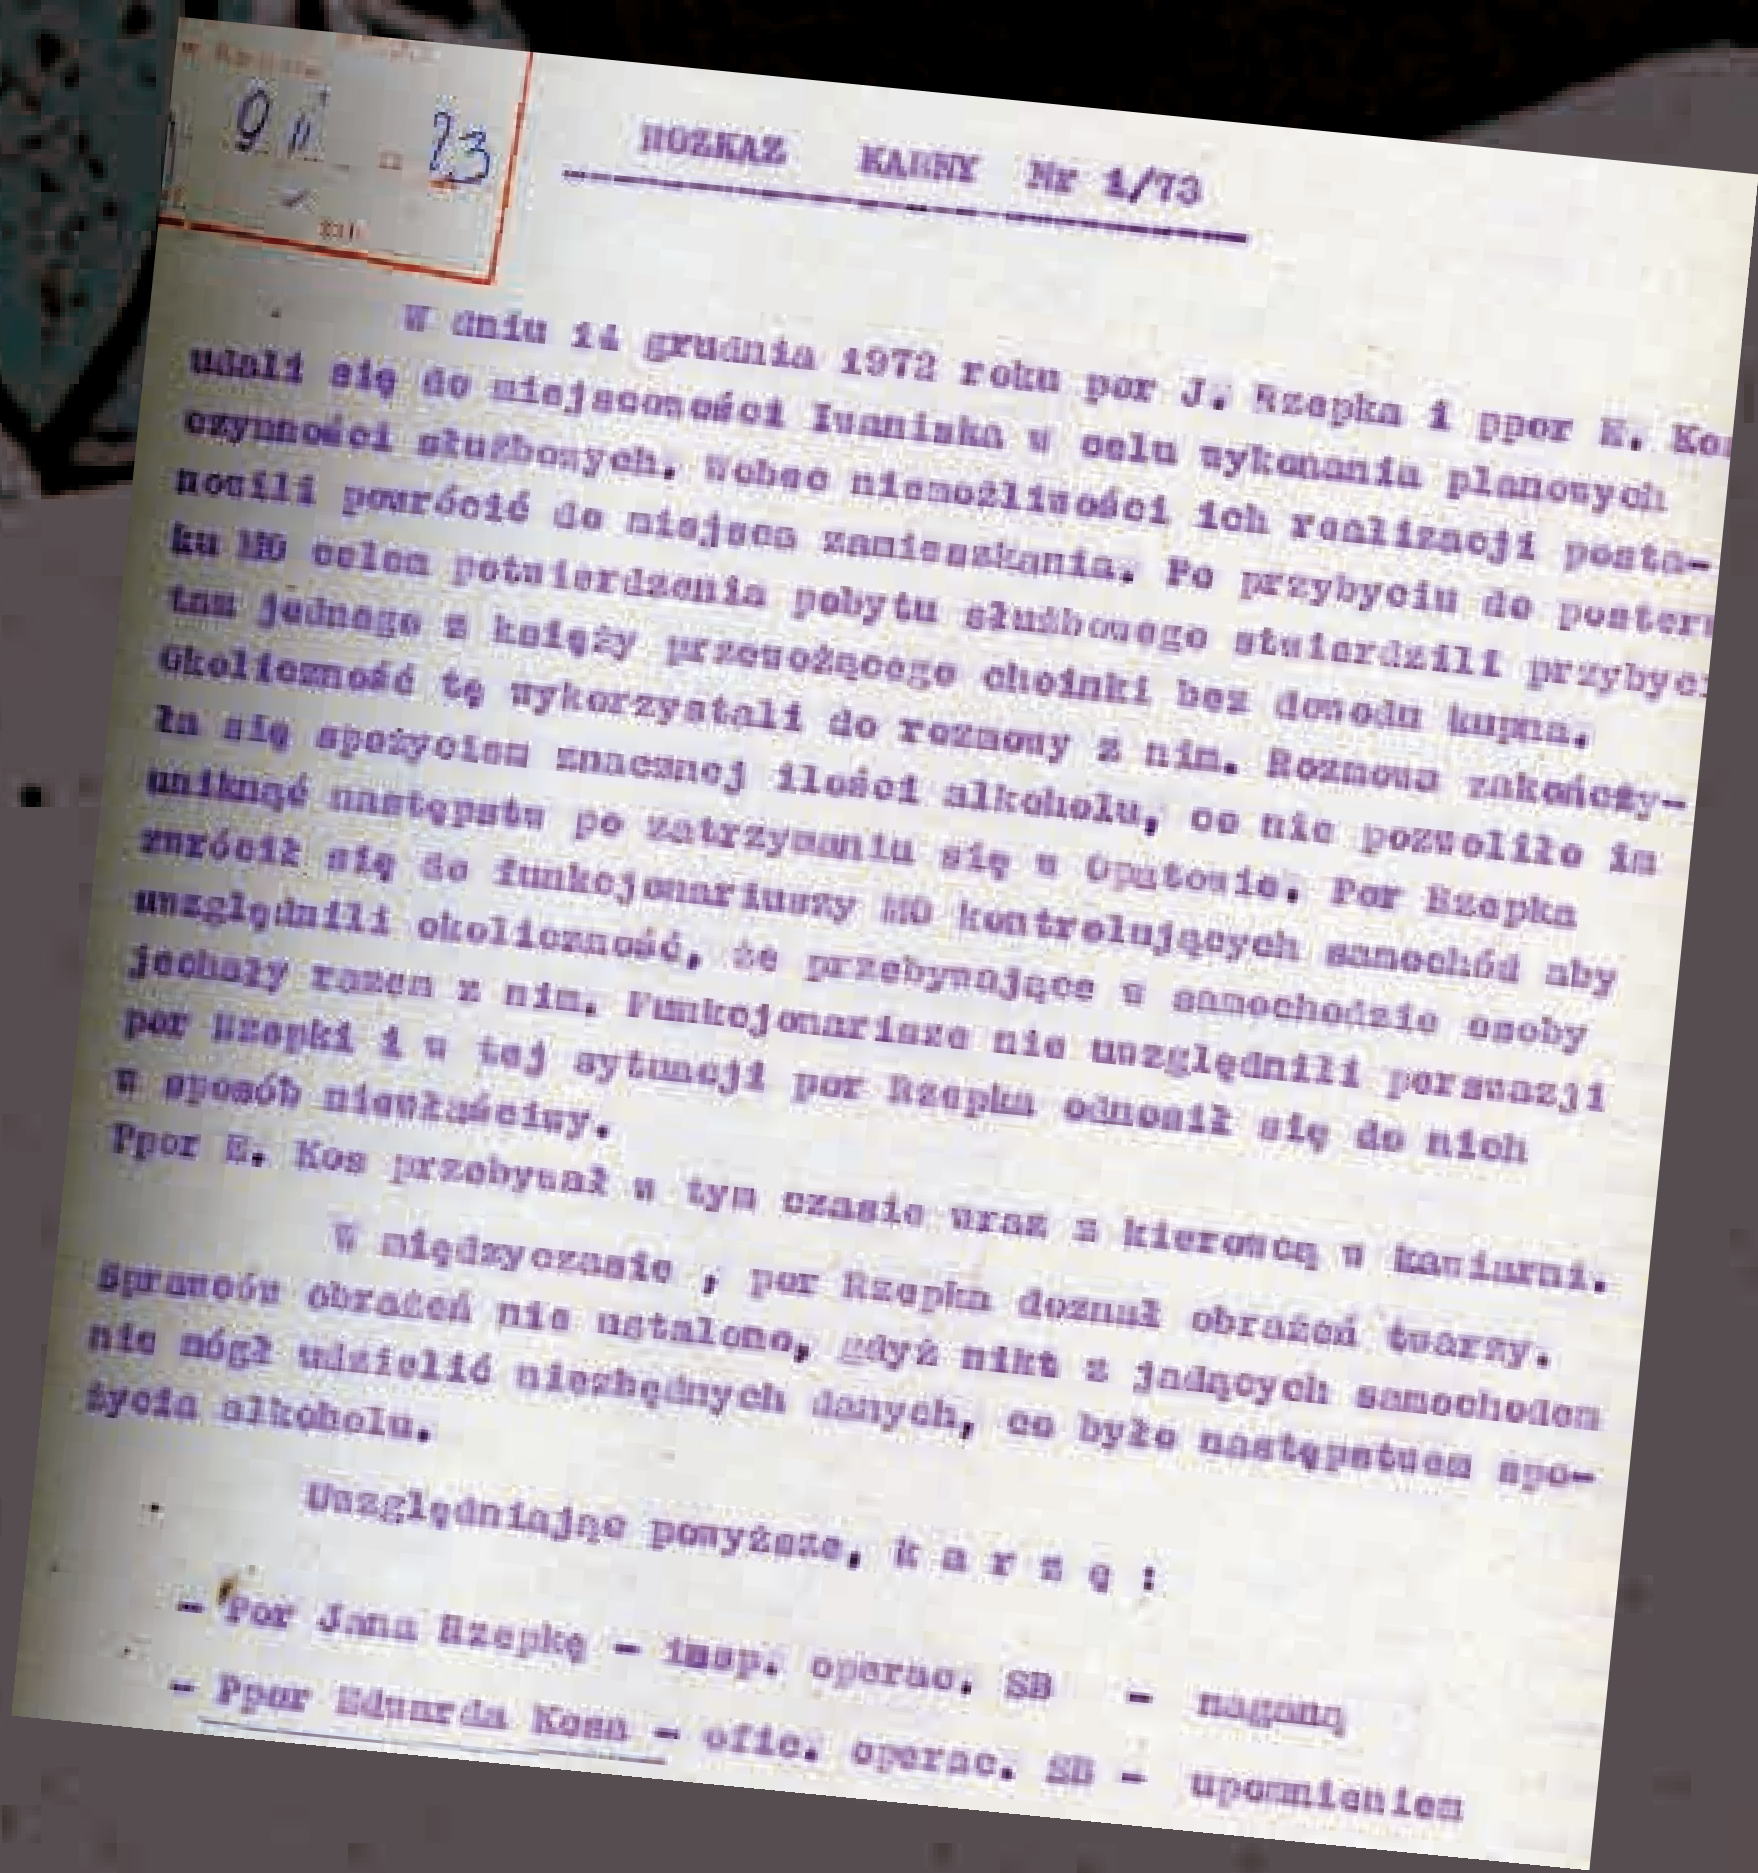 9 II 73
ROZKAZ KARNY Nr 1/73
W dniu 14 grudnia 1972 roku por J. Rzepka i ppor E. Kos
udali się do miejscowości Iwaniska w celu wykonania planowych
czynności służbowych. Wobec niemożliwości ich realizacji posta-
nowili powrócić do miejsca zamieszkania. Po przybyciu do posteru
ku MO celem potwierdzenia pobytu służbowego stwierdzili przybyci
tam jednego z księży przewożącego choinki bez dowodu kupna.
Okoliczność tę wykorzystali do rozmowy z nim. Rozmowa zakończy-
ła się spożyciem znacznej ilości alkoholu, co nie pozwoliło im
uniknąć następstw po zatrzymaniu się w Opatowie. Por Rzepka
zwrócił się do funkcjonariuszy MO kontrolujących samochód aby
uwzględnili okoliczność, że przebywające w samochodzie osoby
jechały razem z nim. Funkcjonariusze nie uwzględnili perswazji
por Rzepki i w tej sytuacji por Rzepka odnosił się do nich
w sposób niewłaściwy.
Ppor E. Kos przebywał w tym czasie wraz z kierowcą w kawiarni.
W międzyczasie , por Rzepka doznał obrażeń twarzy.
Sprawców obrażeń nie ustalono, gdyż nikt z jadących samochodem
nie mógł udzielić niezbędnych danych, co było następstwem spo-
życia alkoholu.
Uwzględniając powyższe, k a r z ę :
- Por Jana Rzepkę - insp. operac. SB - naganą
- Ppor Edwarda Kosa - ofic. operac. SB - upomnieniem